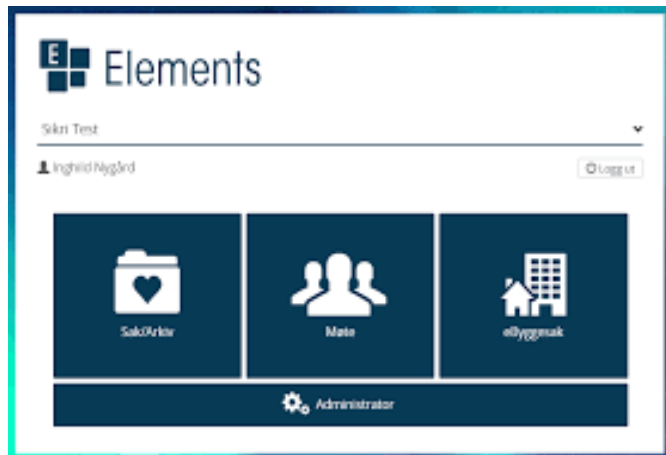 E Elements
Sikri Test
Inghild Nygård
Logg ut
Sak/Arkiv
Møte
eByggesak
Administrator